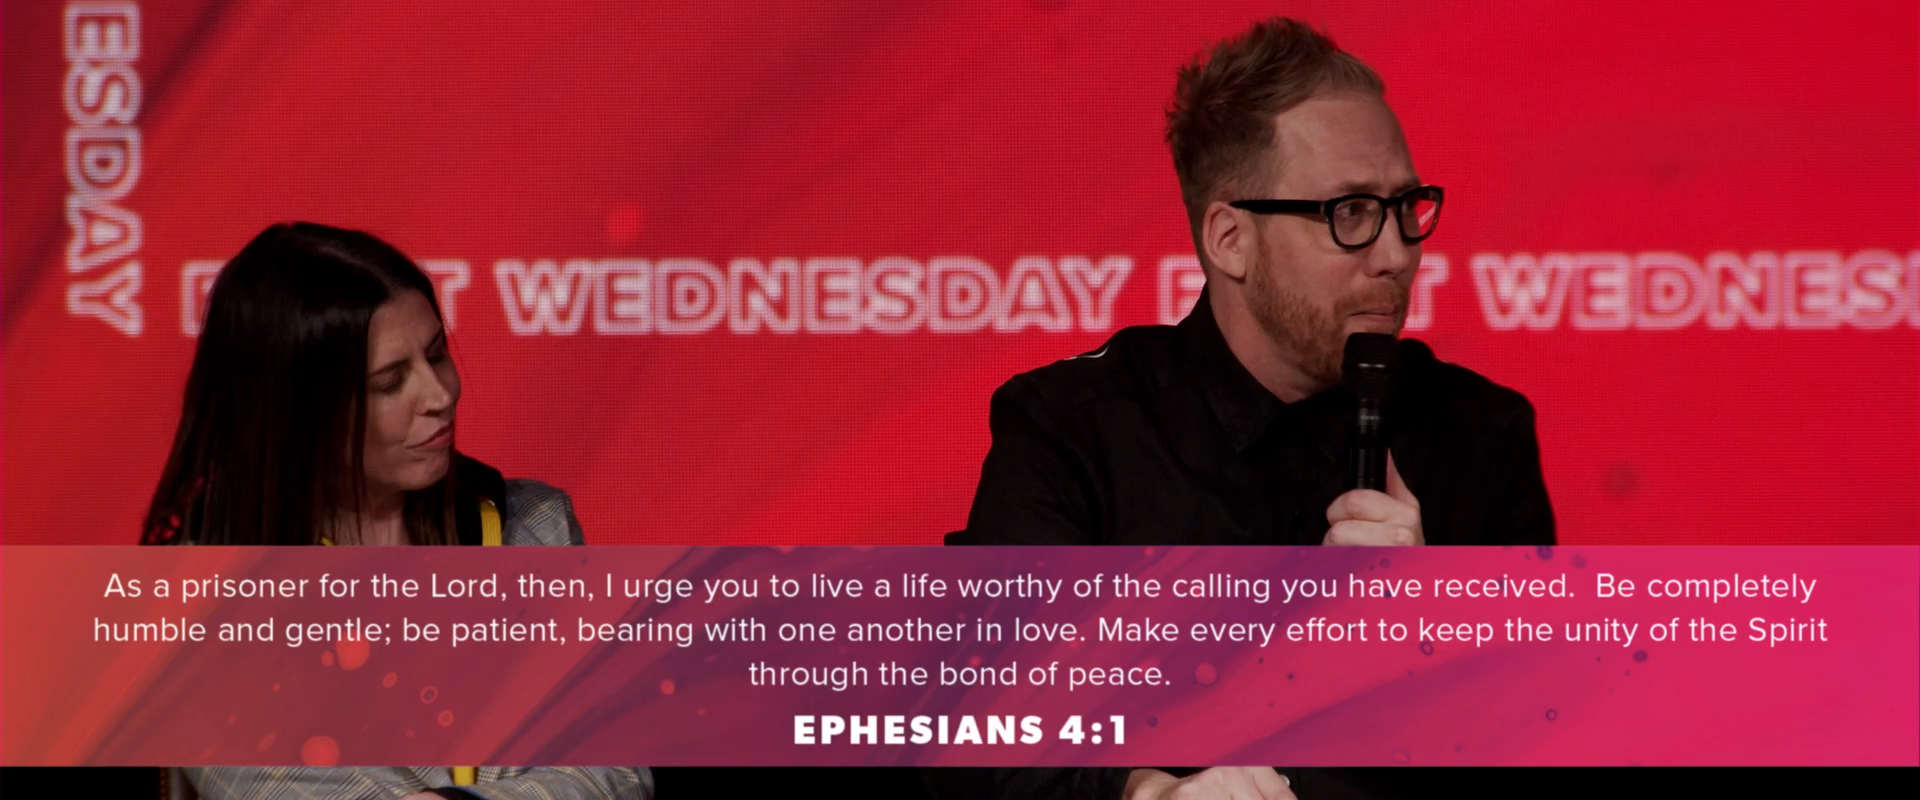 ESDAY
WEDNESDAY WEDNES
As a prisoner for the Lord, then, I urge you to live a life worthy of the calling you have received.  Be completely
humble and gentle; be patient, bearing with one another in love. Make every effort to keep the unity of the Spirit
through the bond of peace.
EPHESIANS 4:1